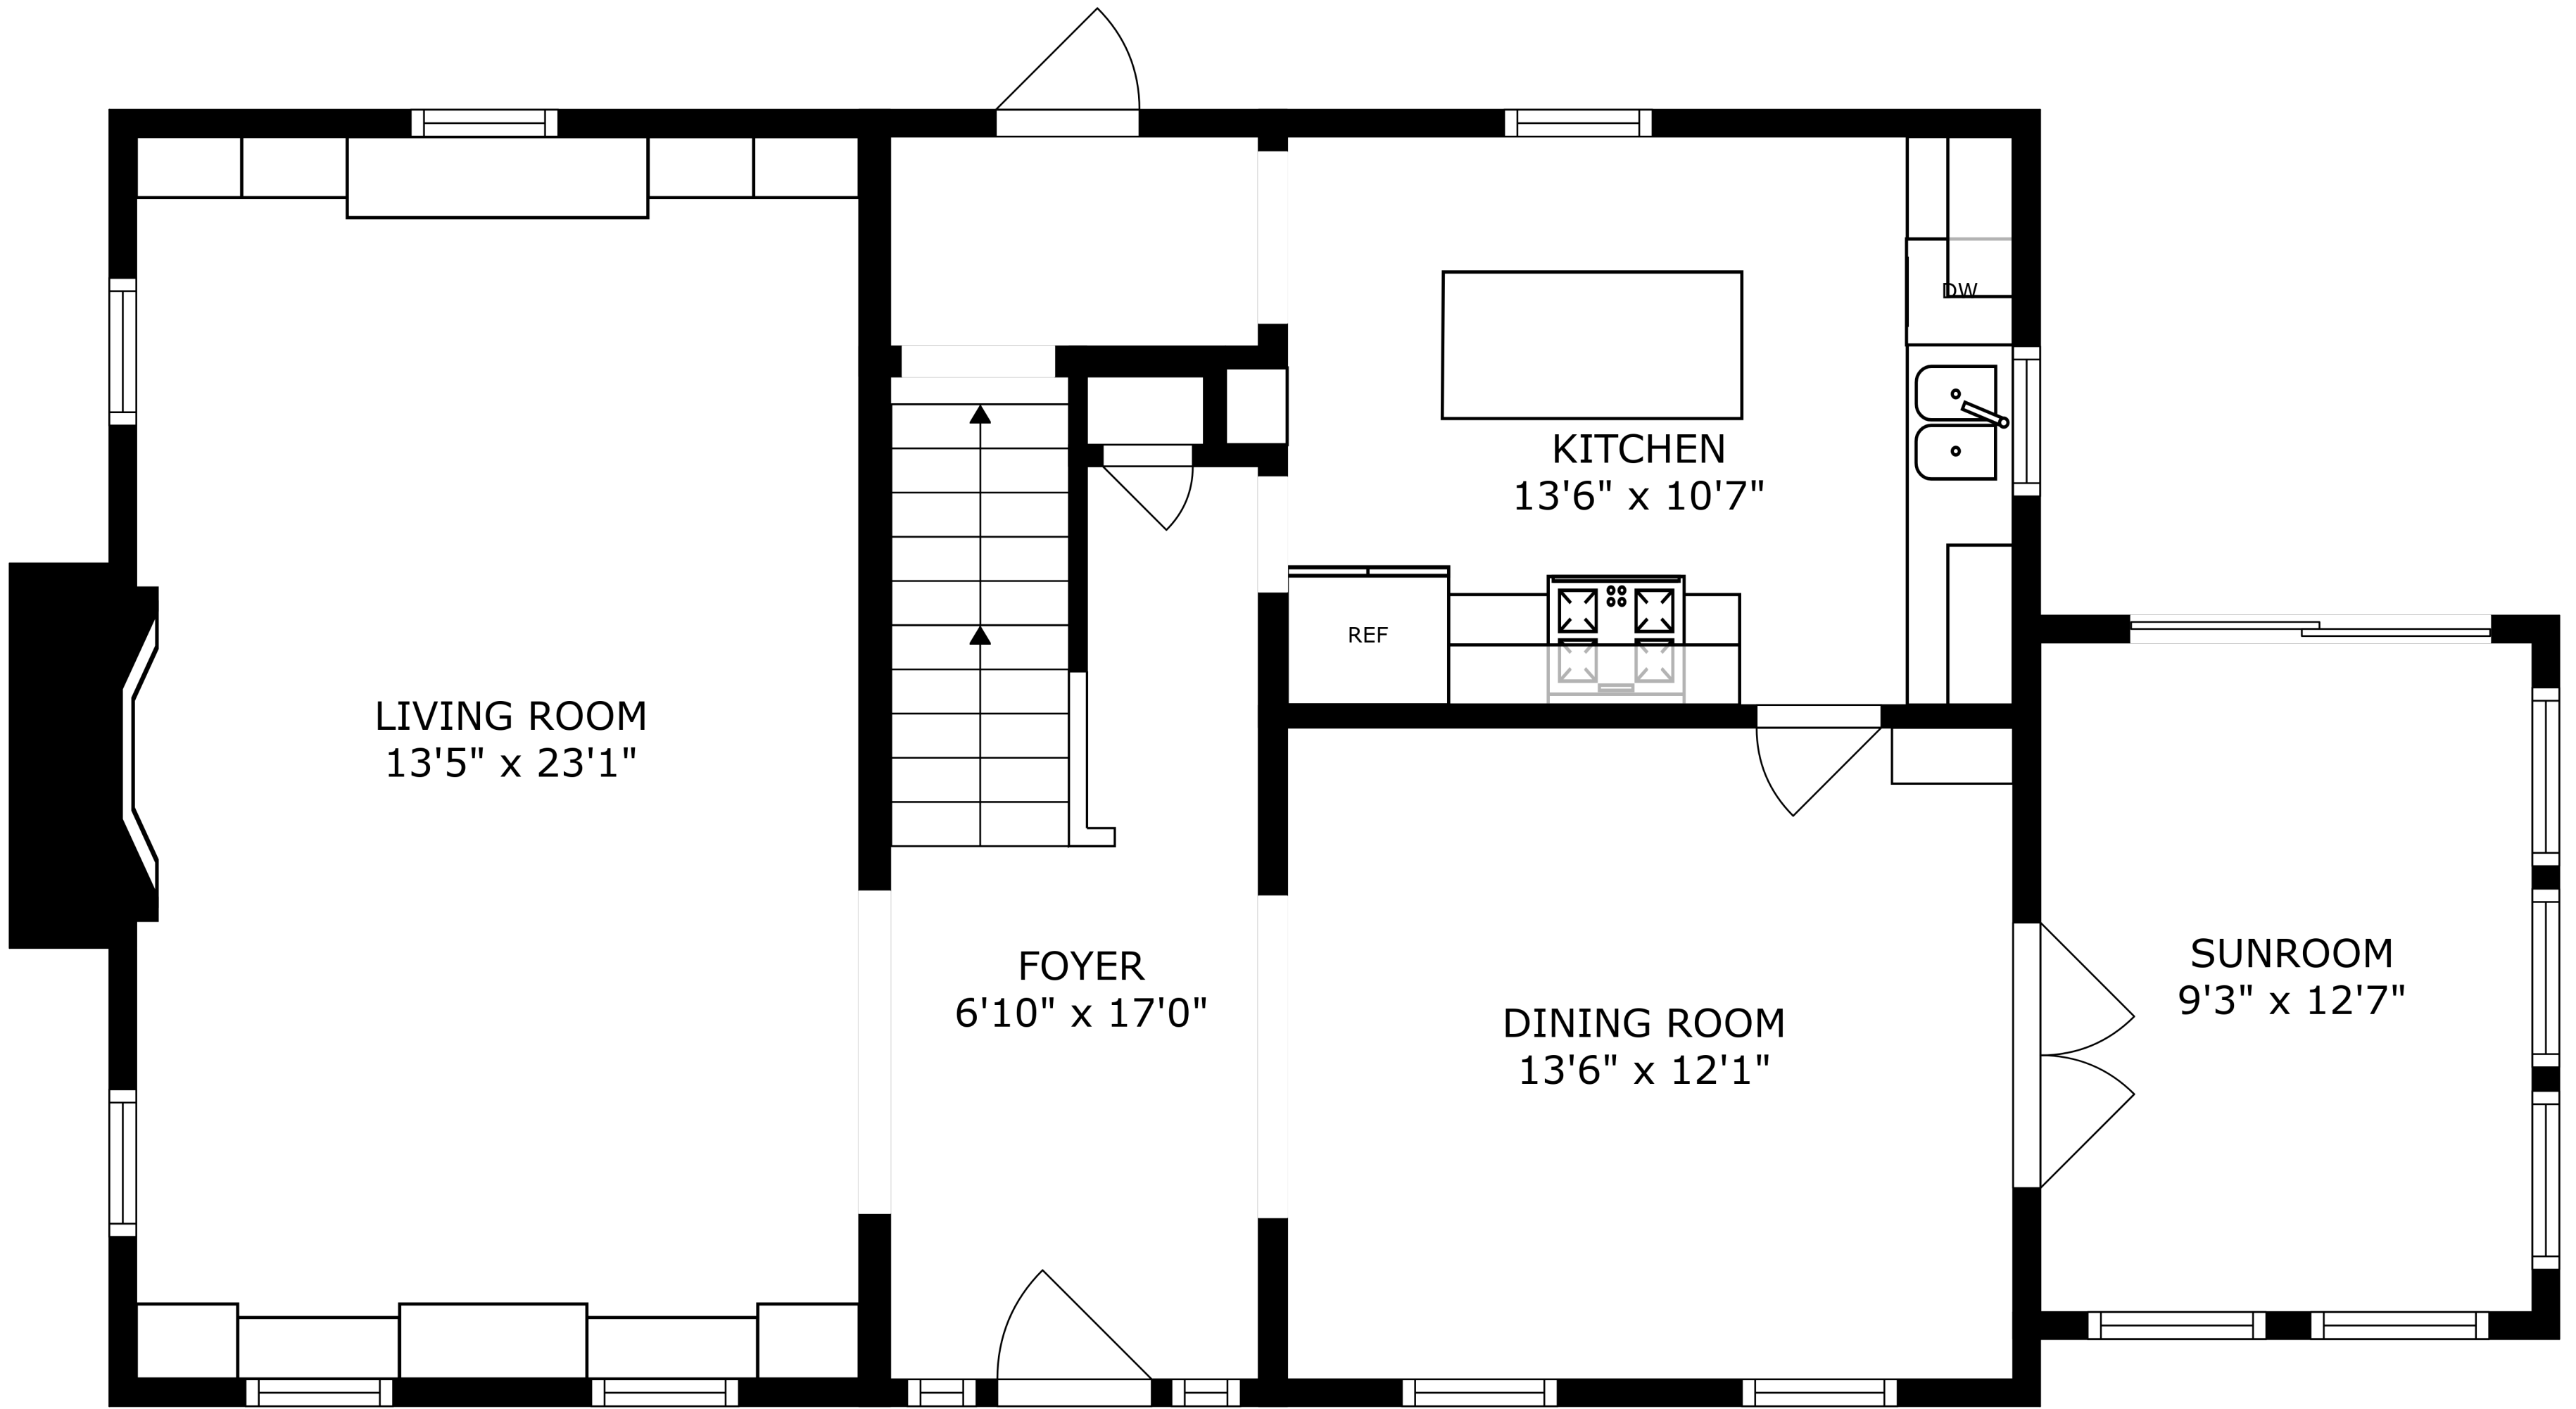 DW
KITCHEN
13'6" x 10'7"
REF
LIVING ROOM
13'5" x 23'1"
FOYER
6'10" x 17'0"
DINING ROOM
13'6" x 12'1"
SUNROOM
9'3" x 12'7"